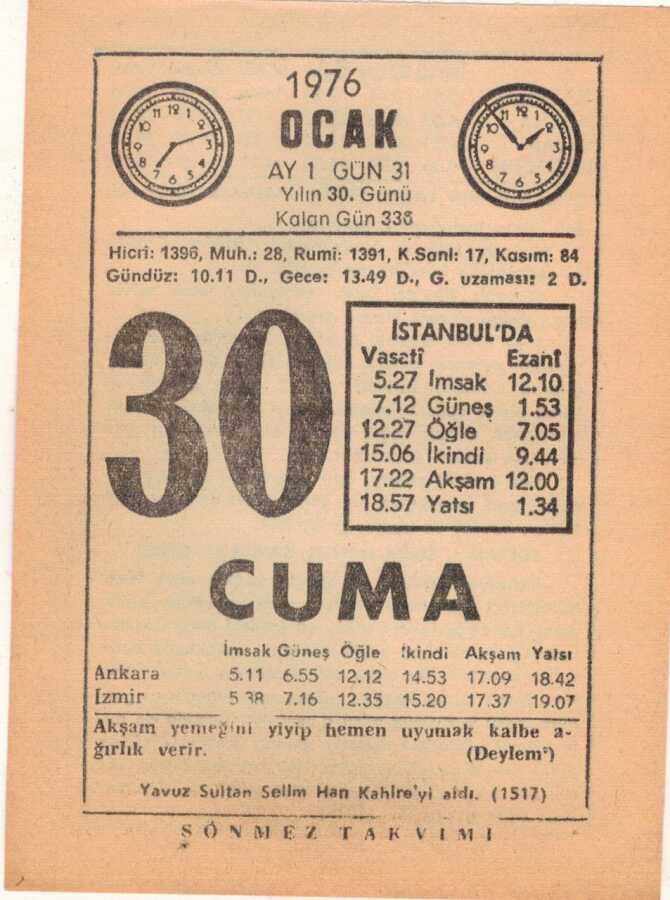 1976
OCAK
AY 1 GÜN 31
Yılın 30. Günü
Kalan Gün 336
Hicri: 1396, Muh.: 28, Rumi: 1391, K.Sani: 17, Kasım: 84
Gündüz: 10.11 D., Gece: 13.49 D., G. uzaması: 2 D.
30
İSTANBUL'DA
Vasatî Ezanî
5.27 İmsak 12.10
7.12 Güneş 1.53
12.27 Öğle 7.05
15.06 İkindi 9.44
17.22 Akşam 12.00
18.57 Yatsı 1.34
CUMA
İmsak Güneş Öğle İkindi Akşam Yatsı
Ankara 5.11 6.55 12.12 14.53 17.09 18.42
İzmir 5 38 7.16 12.35 15.20 17.37 19.07
Akşam yemeğini yiyip hemen uyumak kalbe a-
ğırlık verir. (Deylemî)
Yavuz Sultan Selim Han Kahire'yi aldı. (1517)
SÖNMEZ TAKVİMİ